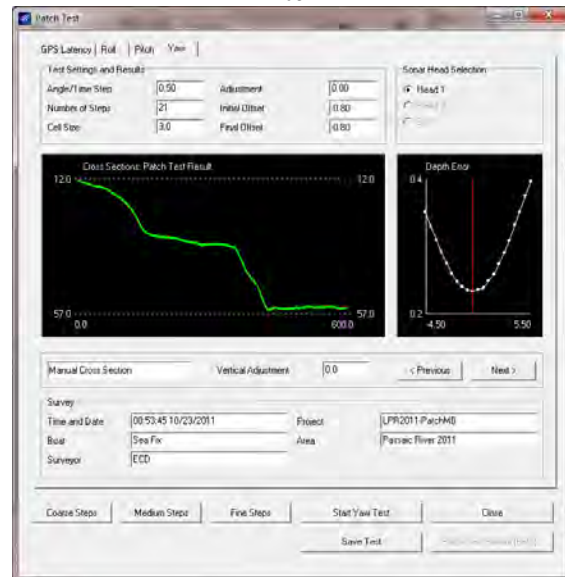 Patch Test
GPS Latency Roll Pitch Yaw
Test Settings and Results
Angle/Time Step 0.50 Adjustment 0.00
Number of Steps 21 Initial Offset 0.80
Cell Size 3.0 Final Offset 0.80
Sonar Head Selection
Head 1
Cross Sections: Patch Test Result
12.0 12.0
57.0 57.0
0.0 600.0
Depth Error
0.4
0.2
4.50 5.50
Manual Cross Section Vertical Adjustment 0.0 < Previous Next >
Survey
Time and Date 00:53:45 10/23/2011 Project LPR2011-PatchMB
Boat Sea Fix Area Passaic River 2011
Surveyor ECD
Coarse Steps Medium Steps Fine Steps Start Yaw Test Close
Save Test